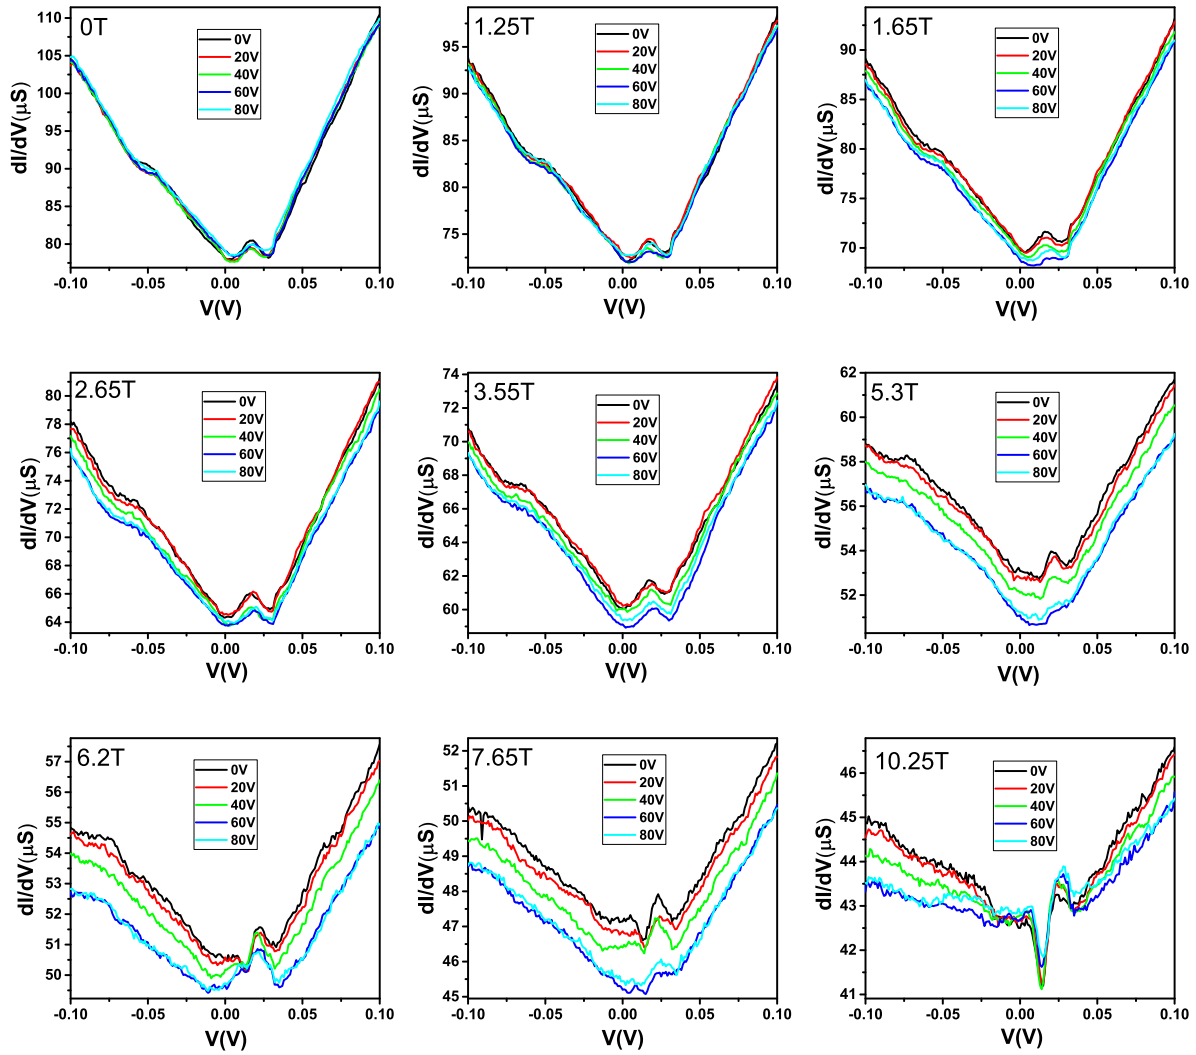 0T
110
105
100
95
90
85
80
dI/dV(μS)
0V
20V
40V
60V
80V
-0.10 -0.05 0.00 0.05 0.10
V(V)
1.25T
95
90
85
80
75
dI/dV(μS)
0V
20V
40V
60V
80V
-0.10 -0.05 0.00 0.05 0.10
V(V)
1.65T
90
85
80
75
70
dI/dV(μS)
0V
20V
40V
60V
80V
-0.10 -0.05 0.00 0.05 0.10
V(V)
2.65T
80
78
76
74
72
70
68
66
64
dI/dV(μS)
0V
20V
40V
60V
80V
-0.10 -0.05 0.00 0.05 0.10
V(V)
3.55T
74
72
70
68
66
64
62
60
dI/dV(μS)
0V
20V
40V
60V
80V
-0.10 -0.05 0.00 0.05 0.10
V(V)
5.3T
62
60
58
56
54
52
dI/dV(μS)
0V
20V
40V
60V
80V
-0.10 -0.05 0.00 0.05 0.10
V(V)
6.2T
57
56
55
54
53
52
51
50
dI/dV(μS)
0V
20V
40V
60V
80V
-0.10 -0.05 0.00 0.05 0.10
V(V)
7.65T
52
51
50
49
48
47
46
45
dI/dV(μS)
0V
20V
40V
60V
80V
-0.10 -0.05 0.00 0.05 0.10
V(V)
10.25T
46
45
44
43
42
41
dI/dV(μS)
0V
20V
40V
60V
80V
-0.10 -0.05 0.00 0.05 0.10
V(V)